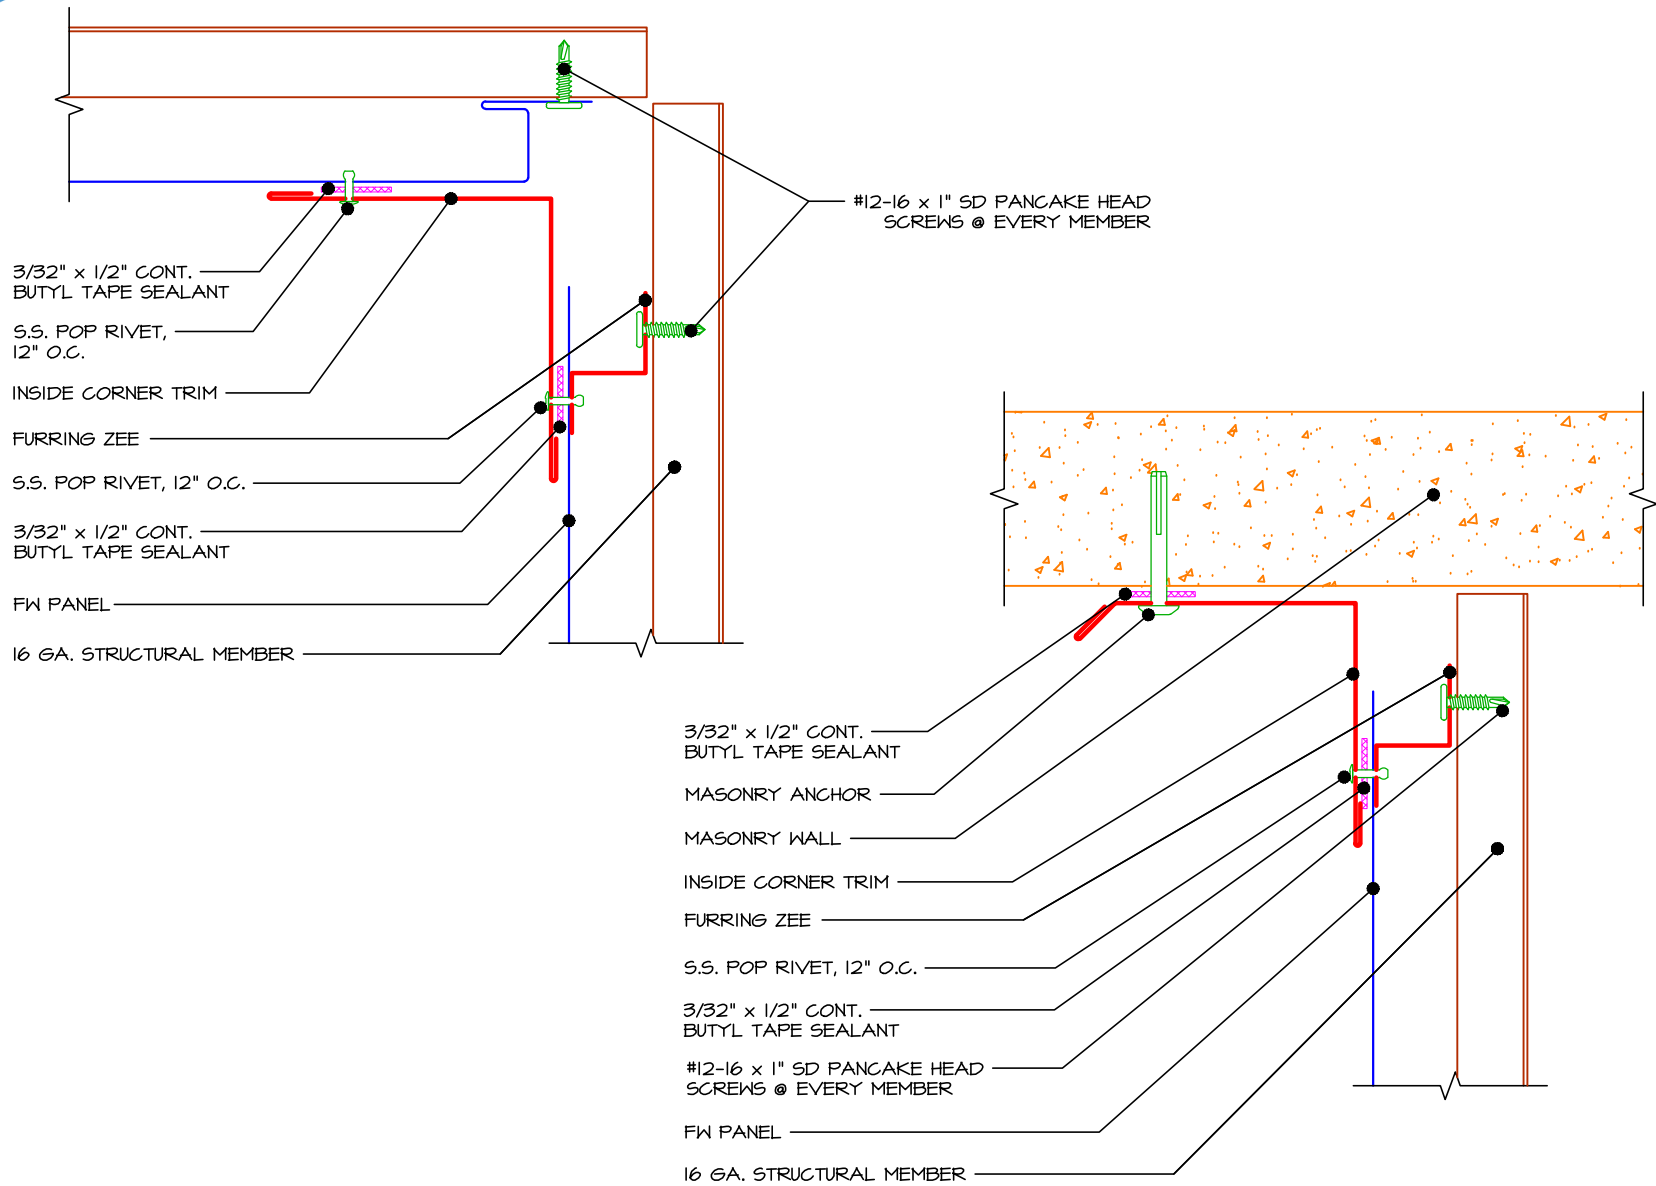 #12-16 x 1" SD PANCAKE HEAD
SCREWS @ EVERY MEMBER
3/32" x 1/2" CONT.
BUTYL TAPE SEALANT
S.S. POP RIVET,
12" O.C.
INSIDE CORNER TRIM
FURRING ZEE
S.S. POP RIVET, 12" O.C.
3/32" x 1/2" CONT.
BUTYL TAPE SEALANT
FW PANEL
16 GA. STRUCTURAL MEMBER
3/32" x 1/2" CONT.
BUTYL TAPE SEALANT
MASONRY ANCHOR
MASONRY WALL
INSIDE CORNER TRIM
FURRING ZEE
S.S. POP RIVET, 12" O.C.
3/32" x 1/2" CONT.
BUTYL TAPE SEALANT
#12-16 x 1" SD PANCAKE HEAD
SCREWS @ EVERY MEMBER
FW PANEL
16 GA. STRUCTURAL MEMBER